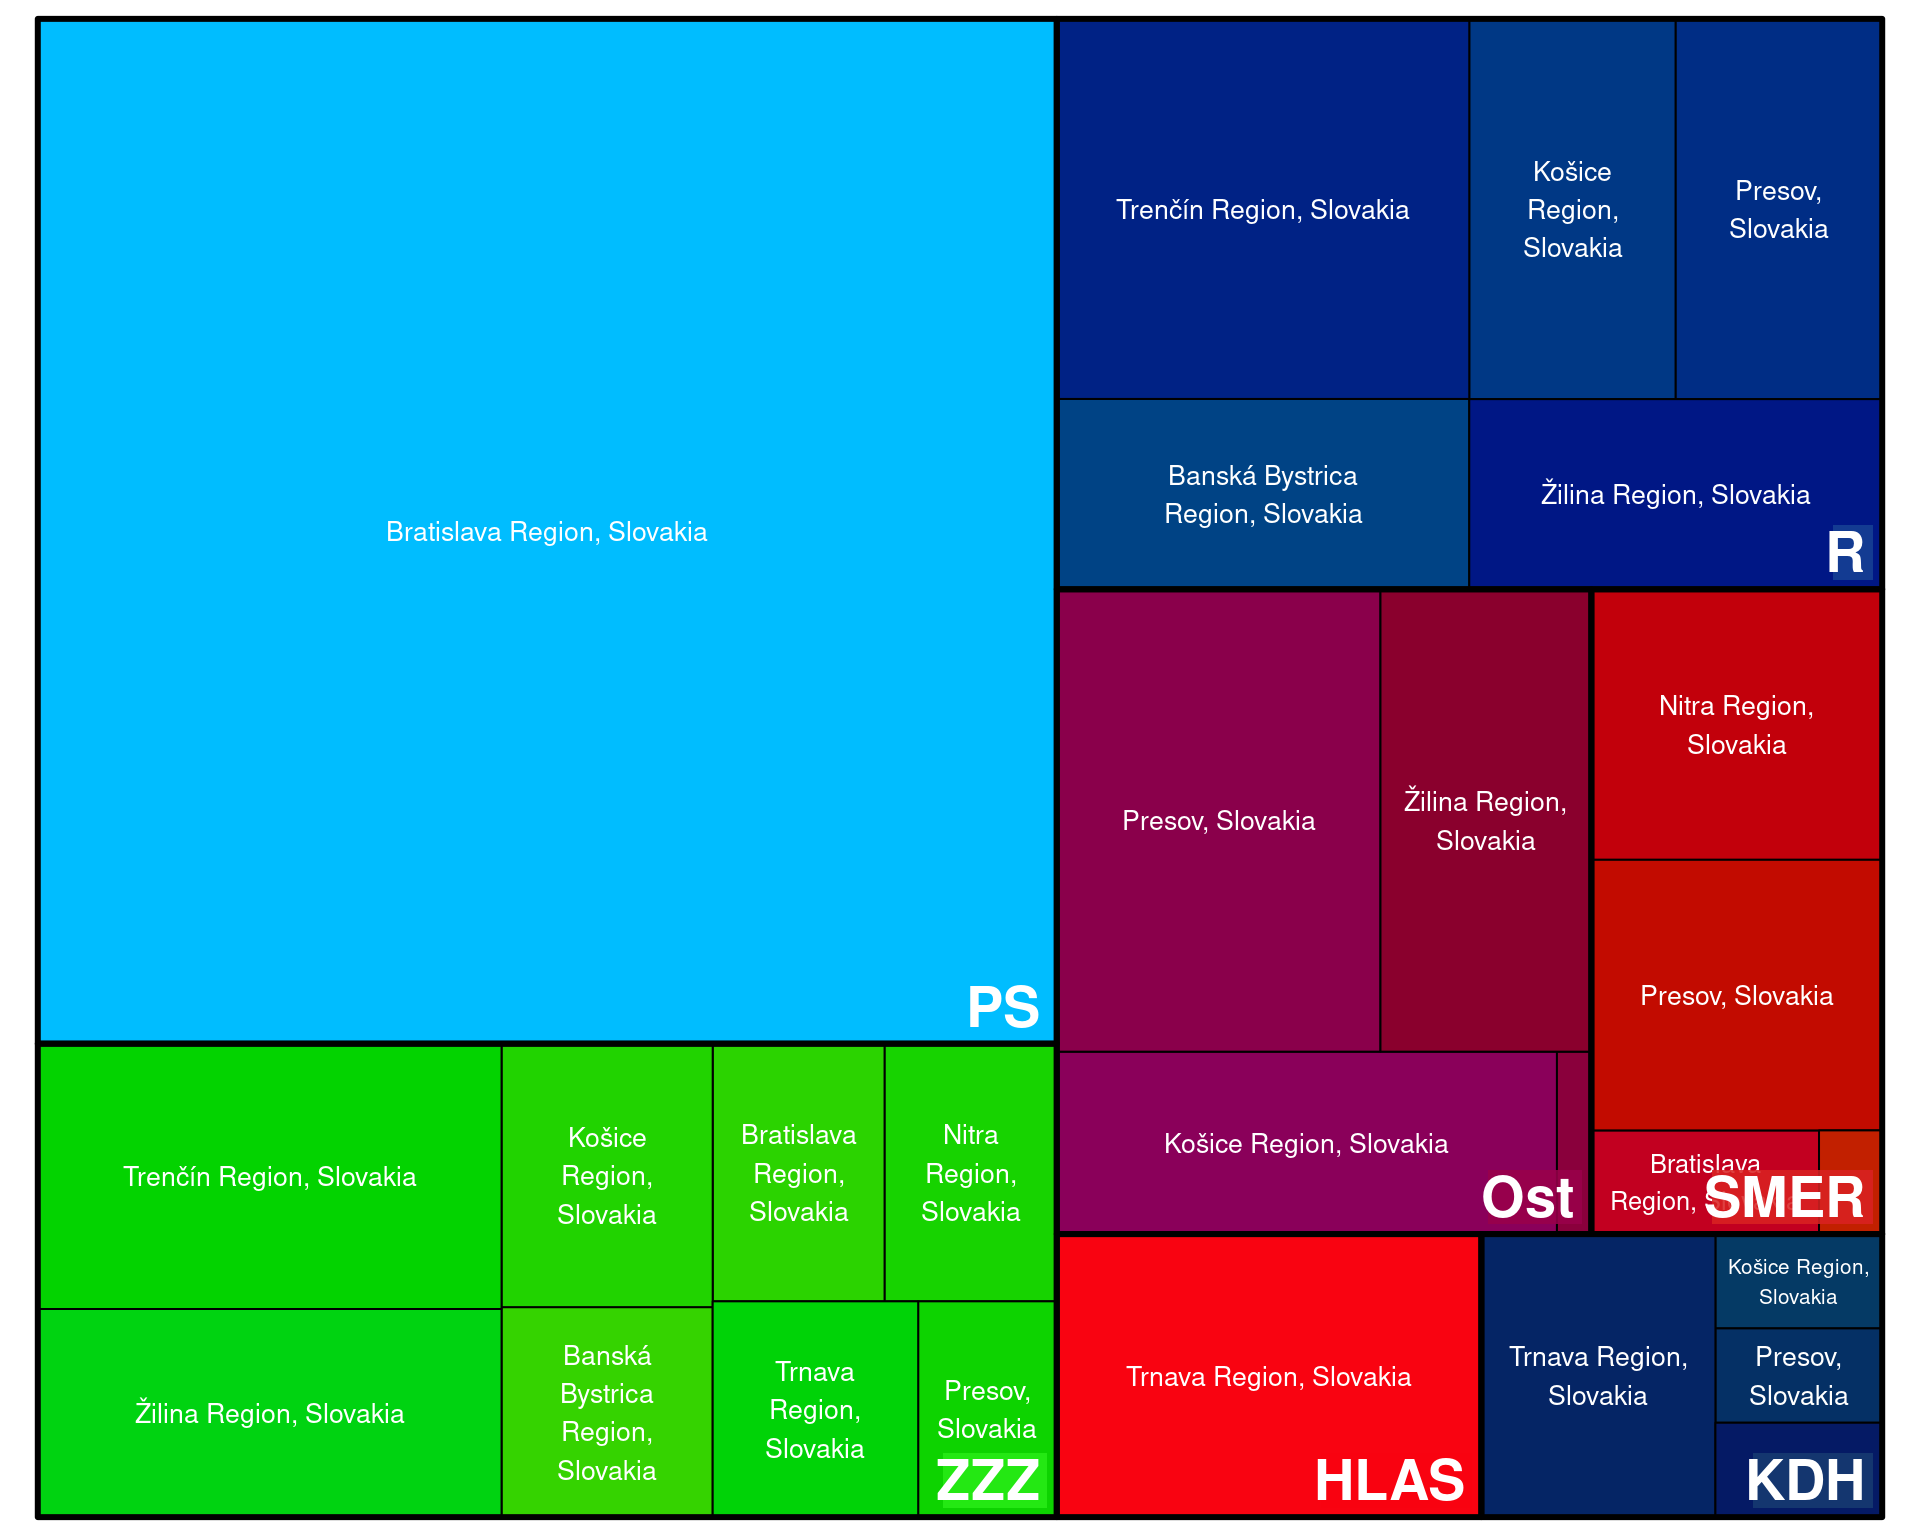 Bratislava Region, Slovakia
PS
Trenčín Region, Slovakia
Košice
Region,
Slovakia
Presov,
Slovakia
Banská Bystrica
Region, Slovakia
Žilina Region, Slovakia
R
Presov, Slovakia
Žilina Region,
Slovakia
Košice Region, Slovakia
Ost
Nitra Region,
Slovakia
Presov, Slovakia
Bratislava
Region,
SMER
Trenčín Region, Slovakia
Žilina Region, Slovakia
Košice
Region,
Slovakia
Banská
Bystrica
Region,
Slovakia
Bratislava
Region,
Slovakia
Nitra
Region,
Slovakia
Trnava
Region,
Slovakia
Presov,
Slovakia
ZZZ
Trnava Region, Slovakia
HLAS
Trnava Region,
Slovakia
Košice Region,
Slovakia
Presov,
Slovakia
KDH